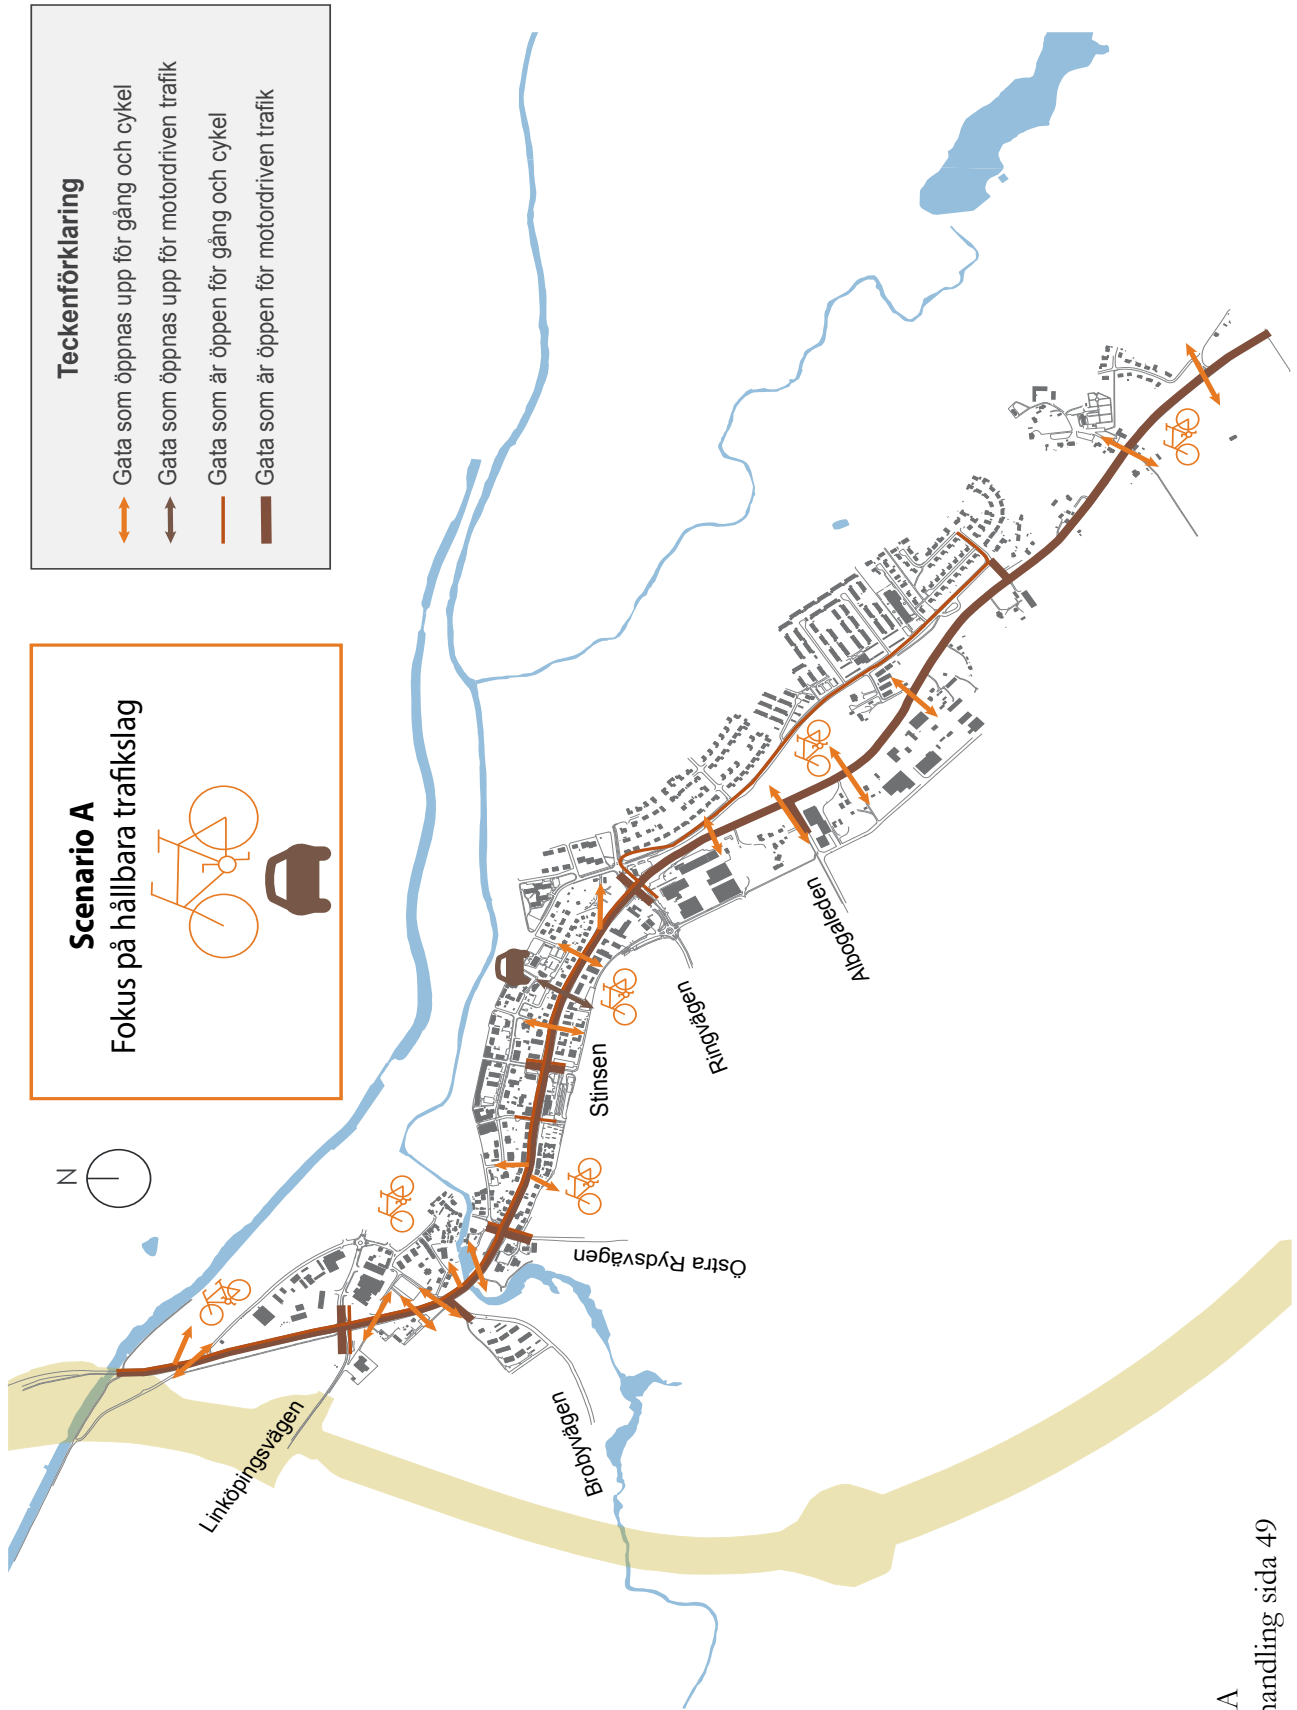 Scenario A
Fokus på hållbara trafikslag
Teckenförklaring
Gata som öppnas upp för gång och cykel
Gata som öppnas upp för motordriven trafik
Gata som är öppen för gång och cykel
Gata som är öppen för motordriven trafik
N
Linköpingsvägen
Brobyvägen
Östra Rydsvägen
Stinsen
Ringvägen
Albogaleden
A
handling sida 49